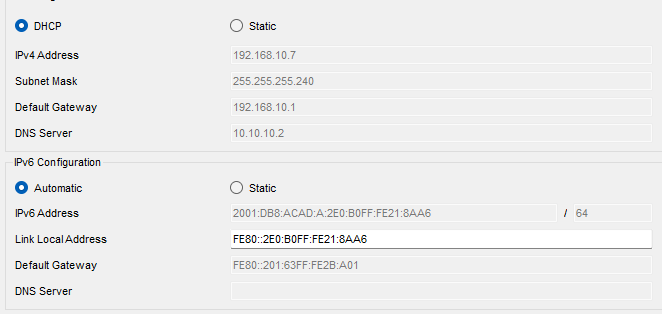 DHCP Static
IPv4 Address 192.168.10.7
Subnet Mask 255.255.255.240
Default Gateway 192.168.10.1
DNS Server 10.10.10.2
IPv6 Configuration
Automatic Static
IPv6 Address 2001:DB8:ACAD:A:2E0:B0FF:FE21:8AA6 / 64
Link Local Address FE80::2E0:B0FF:FE21:8AA6
Default Gateway FE80::201:63FF:FE2B:A01
DNS Server